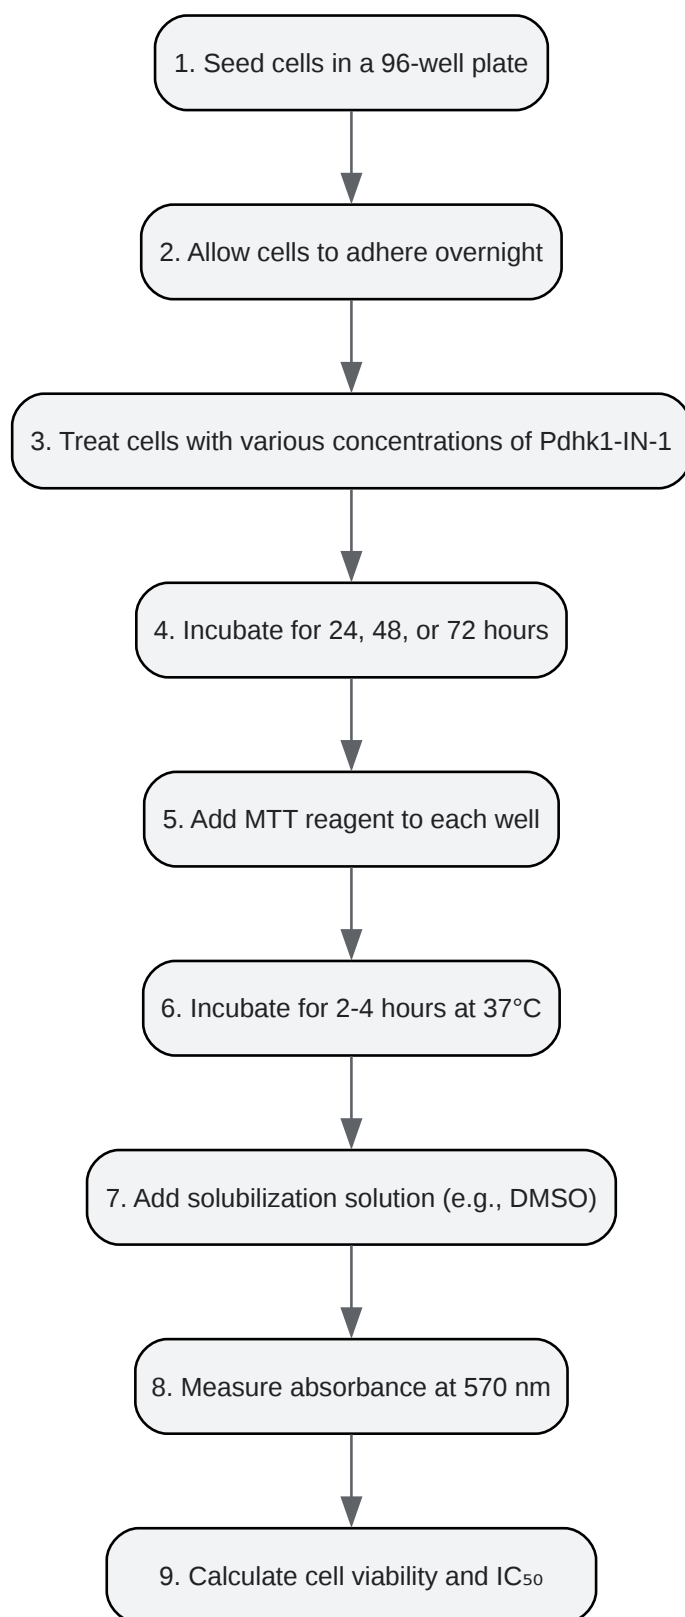 1. Seed cells in a 96-well plate
2. Allow cells to adhere overnight
3. Treat cells with various concentrations of Pdhk1-IN-1
4. Incubate for 24, 48, or 72 hours
5. Add MTT reagent to each well
6. Incubate for 2-4 hours at 37°C
7. Add solubilization solution (e.g., DMSO)
8. Measure absorbance at 570 nm
9. Calculate cell viability and IC₅₀